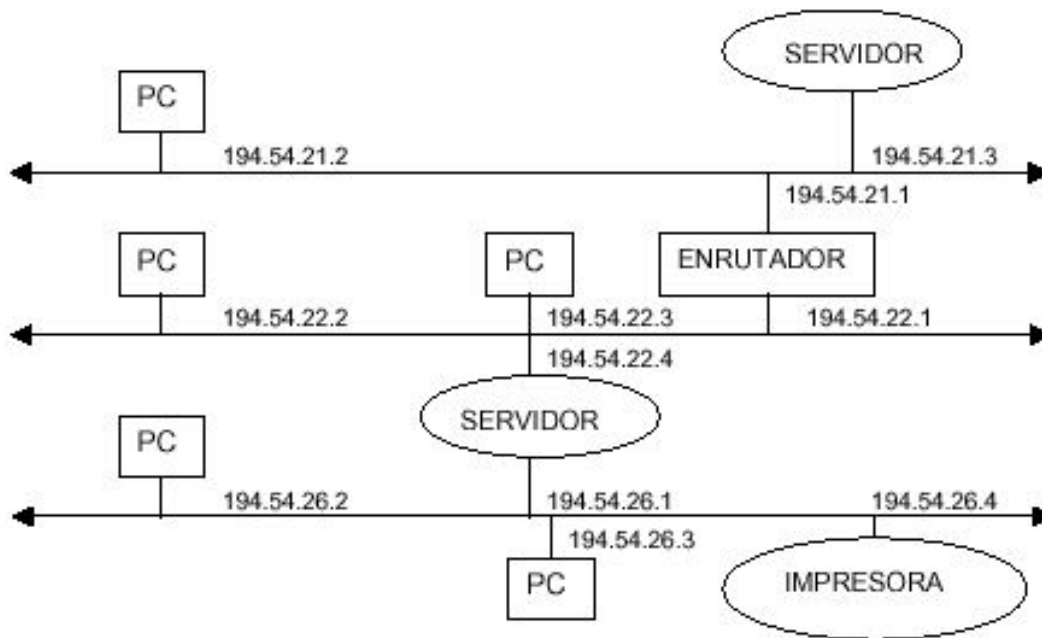 SERVIDOR
PC
194.54.21.2
194.54.21.3
194.54.21.1
PC
PC
ENRUTADOR
194.54.22.2
194.54.22.3
194.54.22.1
194.54.22.4
SERVIDOR
PC
194.54.26.2
194.54.26.1
194.54.26.4
194.54.26.3
PC
IMPRESORA